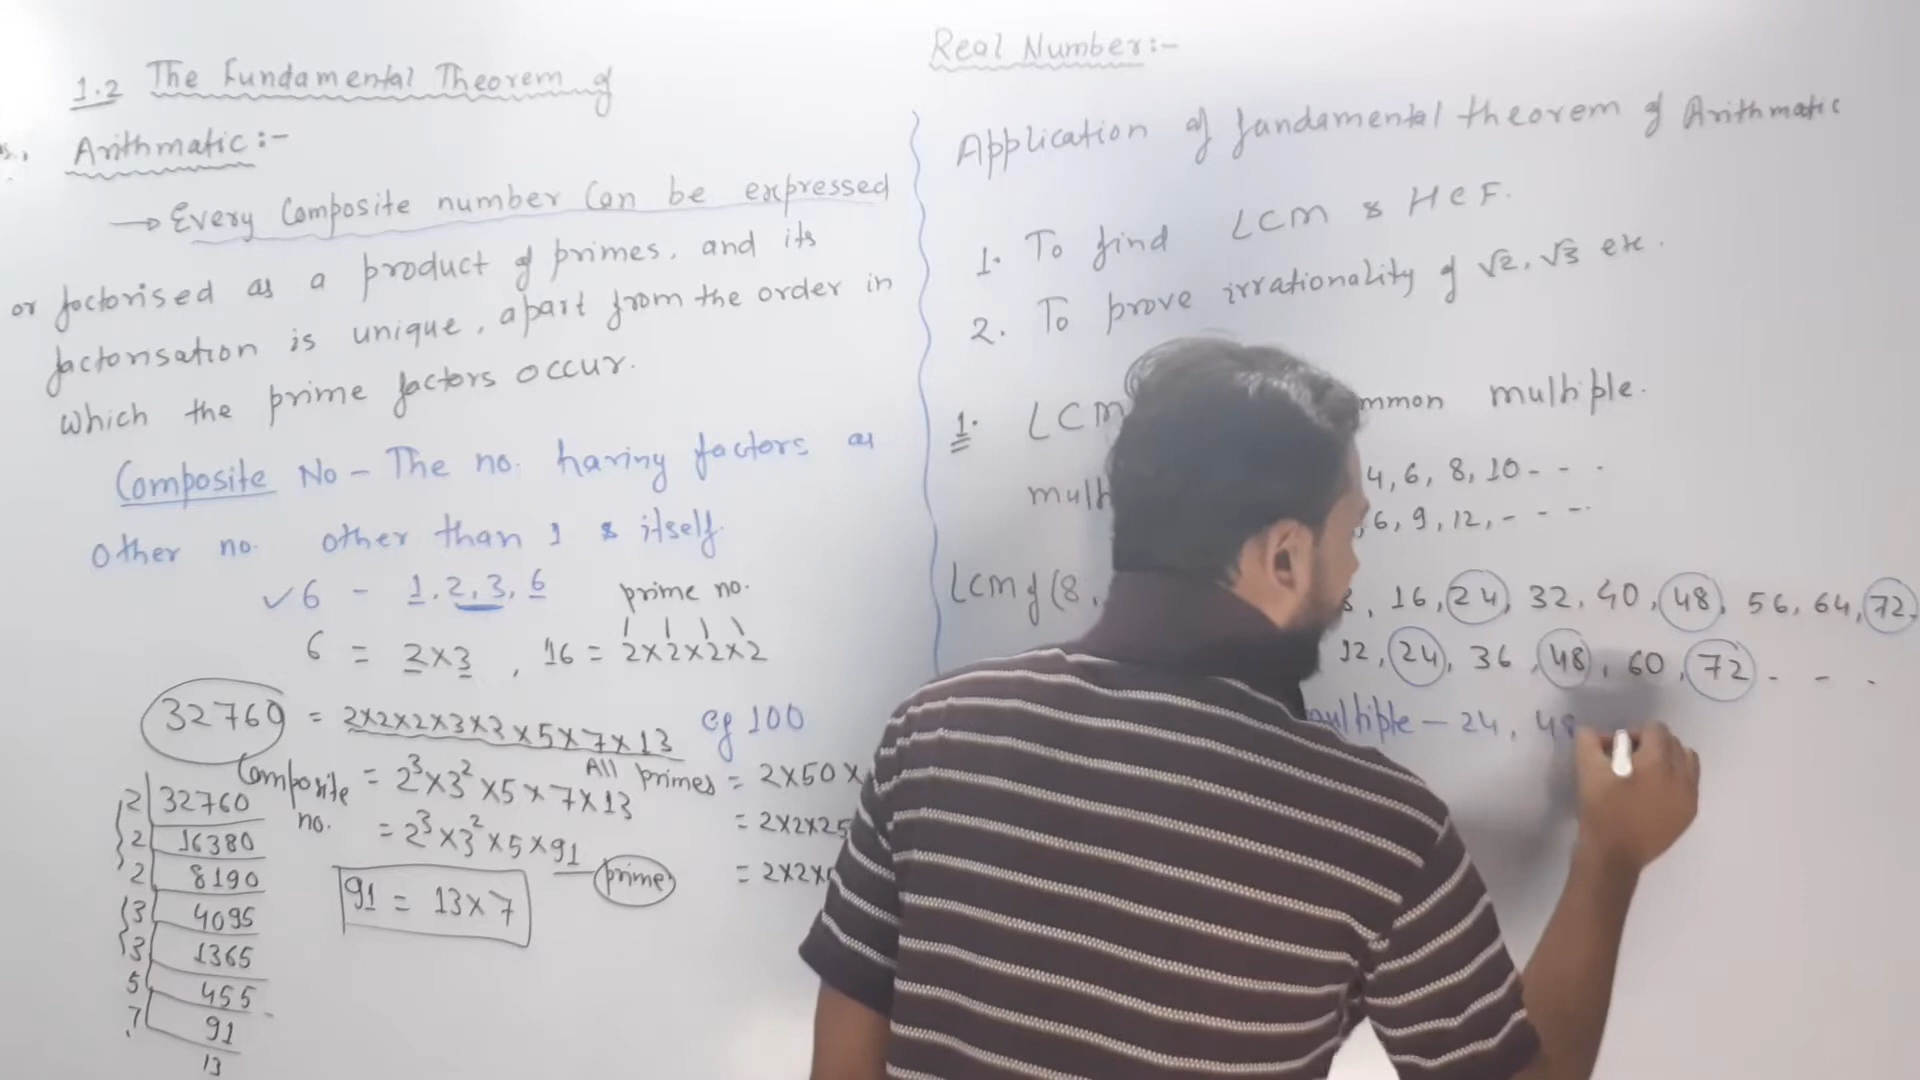 1.2 The Fundamental Theorem of
Arithmatic :-
→ Every Composite number Can be expressed
or factorised as a product of primes, and its
factorisation is unique, apart from the order in
which the prime factors occur.
Composite No - The no. having factors as
other no. other than 1 & itself.
✓ 6 - 1, 2, 3, 6
prime no.
6 = 2×3 , 16 = 2×2×2×2
32760 = 2×2×2×3×3×5×7×13
eg 100
Composite no.
= 2³×3²×5×7×13
All primes
= 2×50×
= 2³×3²×5×91
= 2×2×25
prime
= 2×2×
91 = 13×7
2 32760
2 16380
2 8190
3 4095
3 1365
5 455
7 91
13
Real Number:-
Application of fundamental theorem of Arithmatic
1. To find LCM & HCF.
2. To prove irrationality of √2, √3 etc.
1. LCM mmon multiple.
mult 4, 6, 8, 10 - - -
, 6, 9, 12, - - -
LCM of (8, 8, 16, 24, 32, 40, 48, 56, 64, 72,
12, 24, 36, 48, 60, 72 - - -
multiple - 24, 48